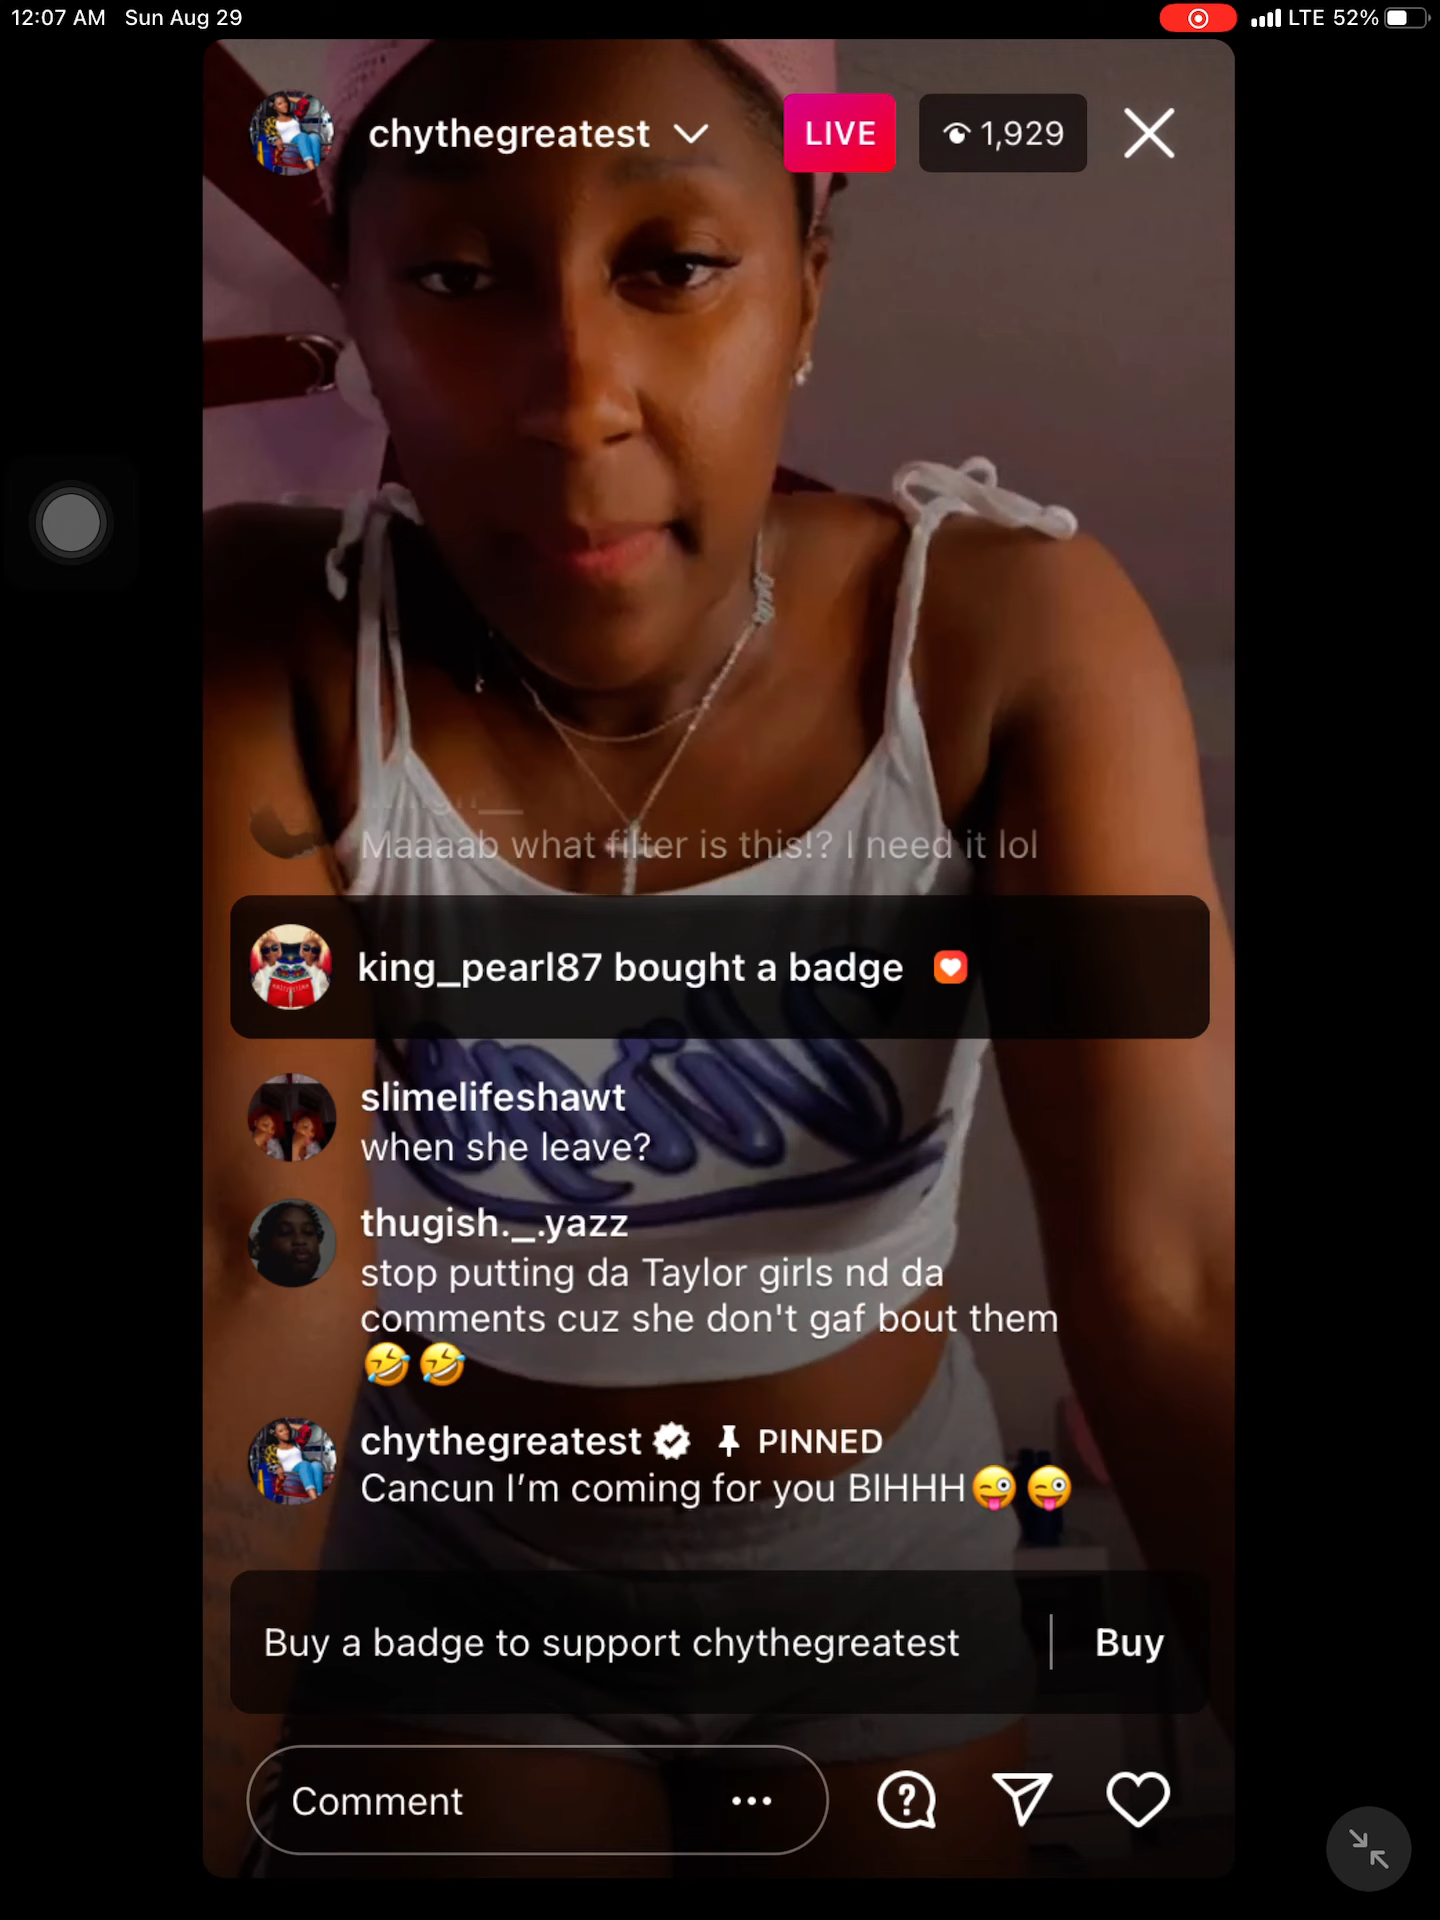 12:07 AM Sun Aug 29
LTE 52%
chythegreatest
LIVE
1,929
Maaaab what filter is this!? I need it lol
king_pearl87 bought a badge
slimelifeshawt
when she leave?
thugish._.yazz
stop putting da Taylor girls nd da
comments cuz she don't gaf bout them
🤣🤣
chythegreatest PINNED
Cancun I’m coming for you BIHHH😜😜
Buy a badge to support chythegreatest
Buy
Comment